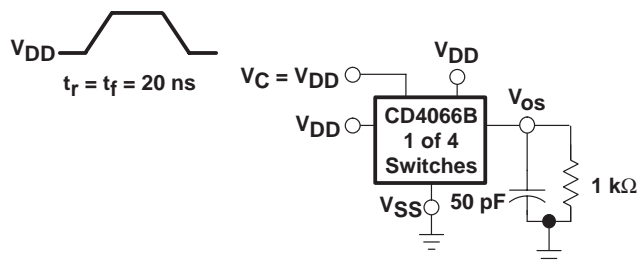 VDD
tr = tf = 20 ns
VC = VDD
VDD
VDD
CD4066B
1 of 4
Switches
VSS
Vos
50 pF
1 kΩ